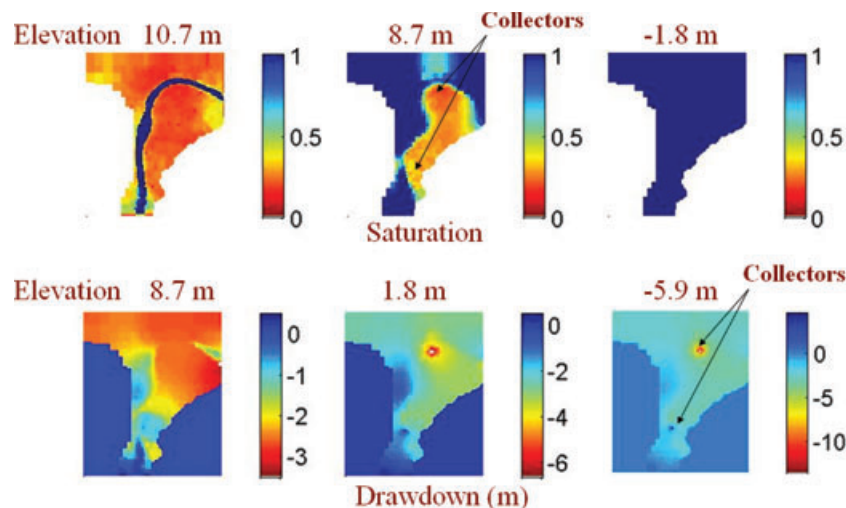 Elevation 10.7 m 8.7 m Collectors -1.8 m
1 1 1
0.5 0.5 0.5
0 0 0
Saturation
Elevation 8.7 m 1.8 m -5.9 m Collectors
0 0 0
-1 -2 -5
-2 -4 -10
-3 -6
Drawdown (m)